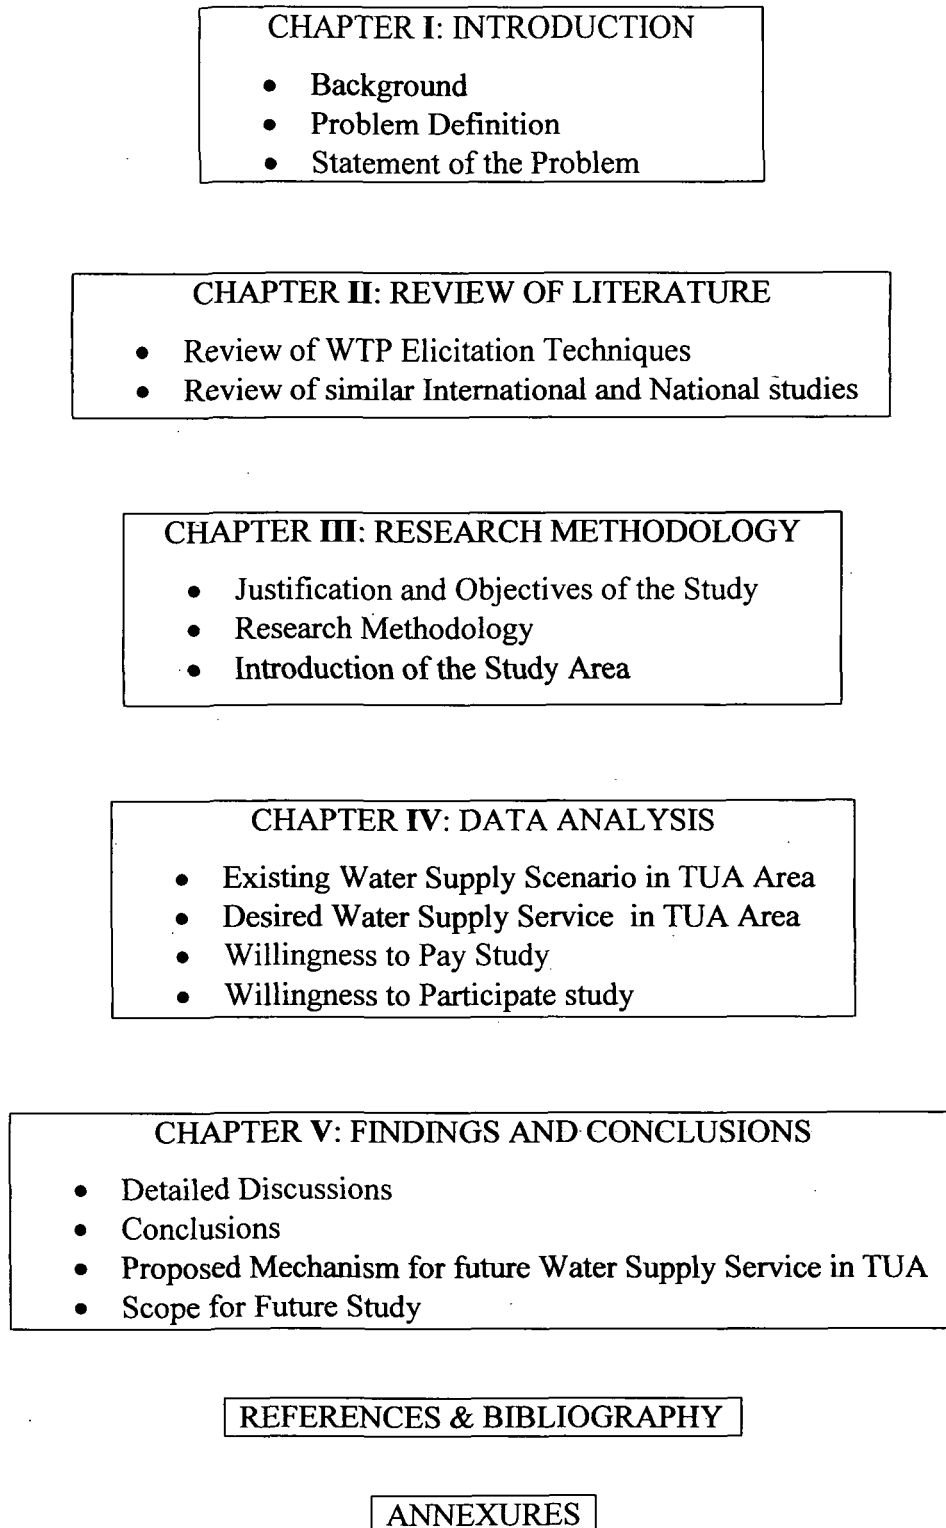 CHAPTER I: INTRODUCTION
• Background
• Problem Definition
• Statement of the Problem
CHAPTER II: REVIEW OF LITERATURE
• Review of WTP Elicitation Techniques
• Review of similar International and National studies
CHAPTER III: RESEARCH METHODOLOGY
• Justification and Objectives of the Study
• Research Methodology
• Introduction of the Study Area
CHAPTER IV: DATA ANALYSIS
• Existing Water Supply Scenario in TUA Area
• Desired Water Supply Service in TUA Area
• Willingness to Pay Study
• Willingness to Participate study
CHAPTER V: FINDINGS AND CONCLUSIONS
• Detailed Discussions
• Conclusions
• Proposed Mechanism for future Water Supply Service in TUA
• Scope for Future Study
REFERENCES & BIBLIOGRAPHY
ANNEXURES